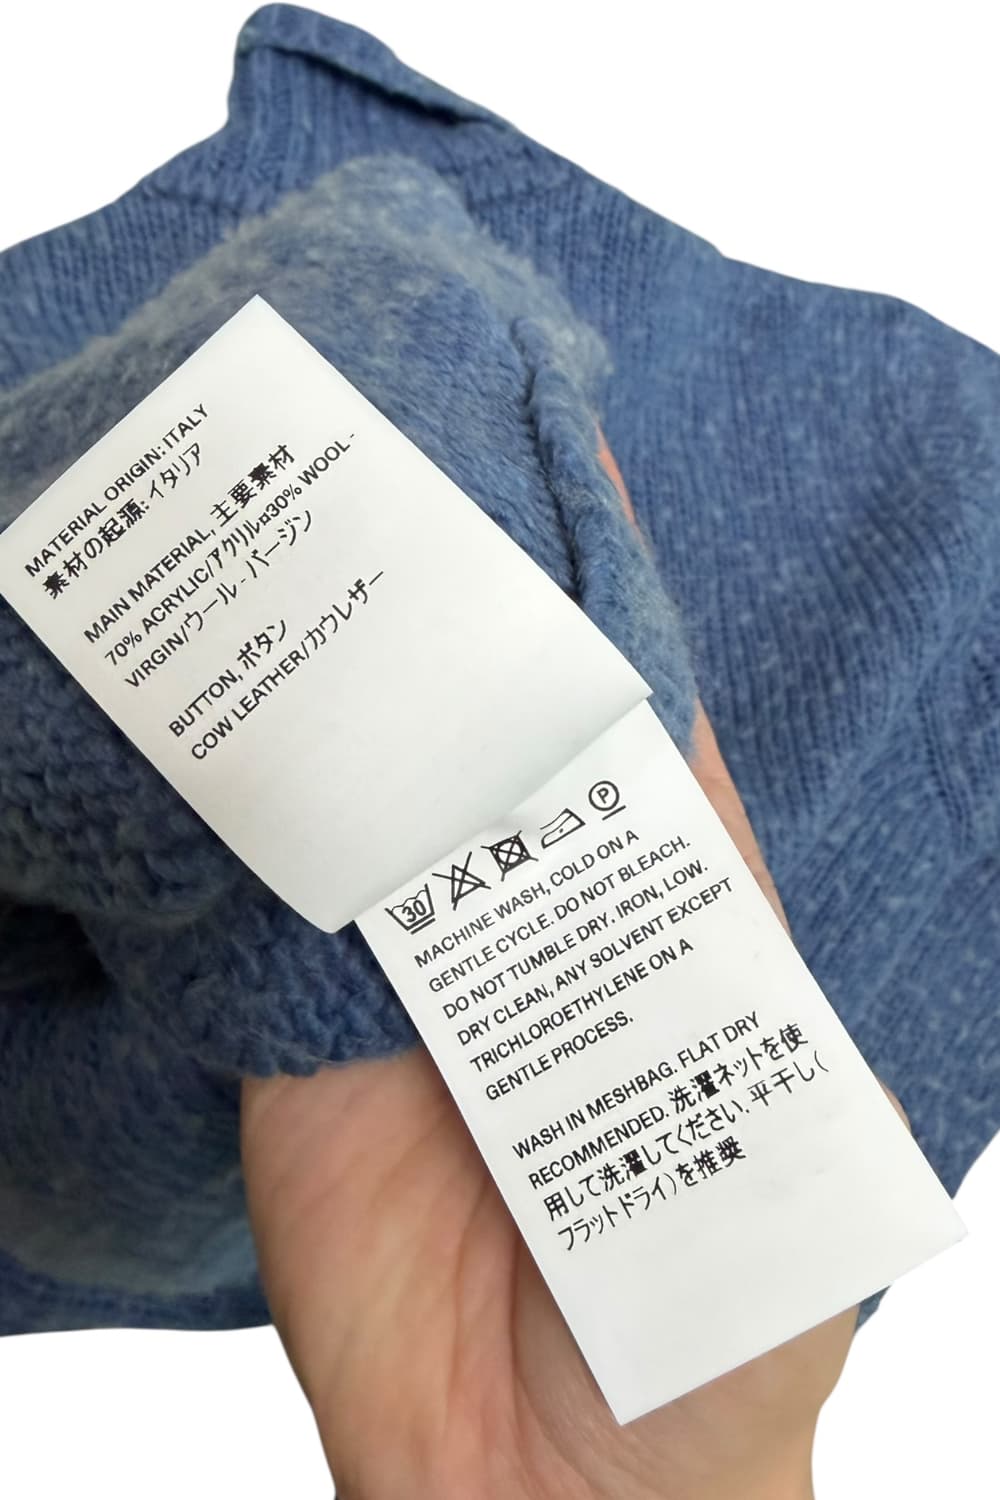 MATERIAL ORIGIN: ITALY
素材の起源: イタリア
MAIN MATERIAL, 主要素材
70% ACRYLIC/アクリル¤30% WOOL -
VIRGIN/ウール - バージン
BUTTON, ボタン
COW LEATHER/カウレザー
30
P
MACHINE WASH, COLD ON A
GENTLE CYCLE. DO NOT BLEACH.
DO NOT TUMBLE DRY. IRON, LOW.
DRY CLEAN, ANY SOLVENT EXCEPT
TRICHLOROETHYLENE ON A
GENTLE PROCESS.
WASH IN MESHBAG. FLAT DRY
RECOMMENDED. 洗濯ネットを使
用して洗濯してください. 平干し(
フラットドライ)を推奨